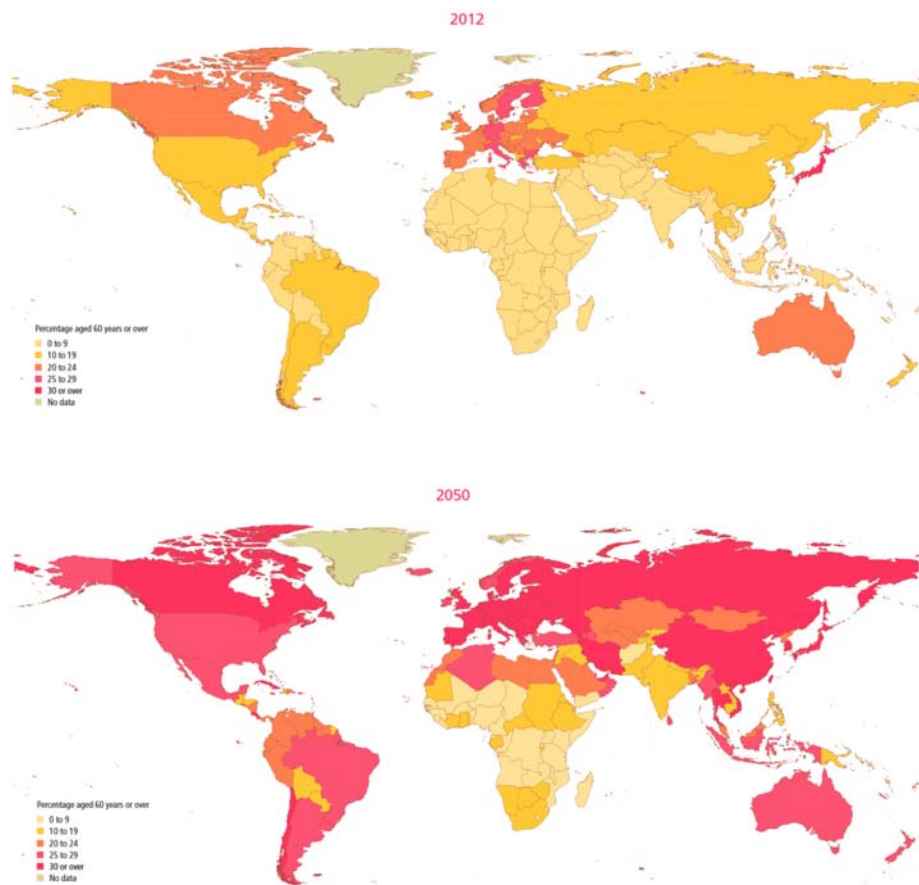 2012
Percentage aged 60 years or over
0 to 9
10 to 19
20 to 24
25 to 29
30 or over
No data
2050
Percentage aged 60 years or over
0 to 9
10 to 19
20 to 24
25 to 29
30 or over
No data